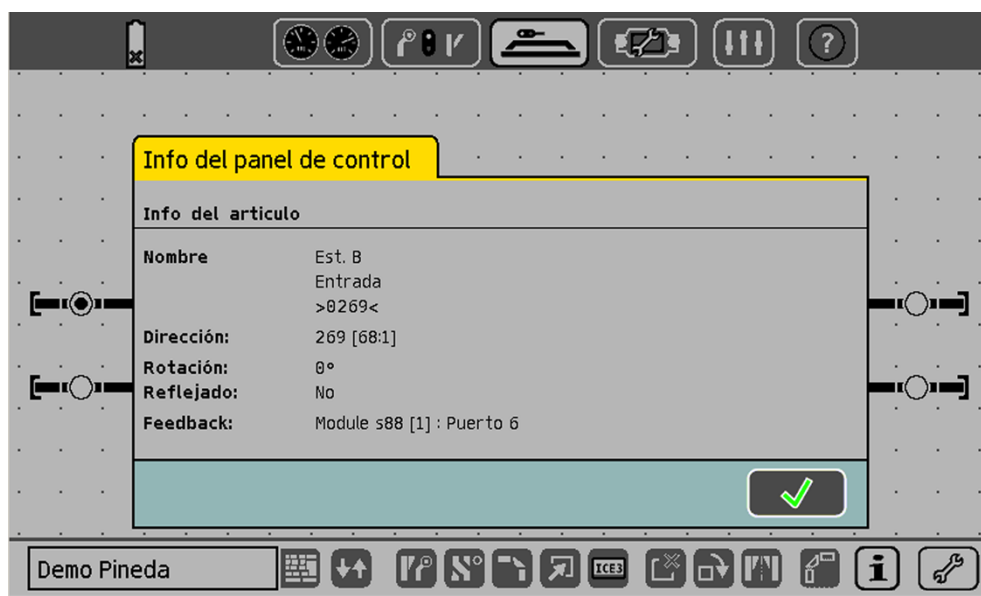 ?
Info del panel de control
Info del articulo
Nombre Est. B
Entrada
>0269<
Dirección: 269 [68:1]
Rotación: 0º
Reflejado: No
Feedback: Module s88 [1] : Puerto 6
Demo Pineda
ICE3
i